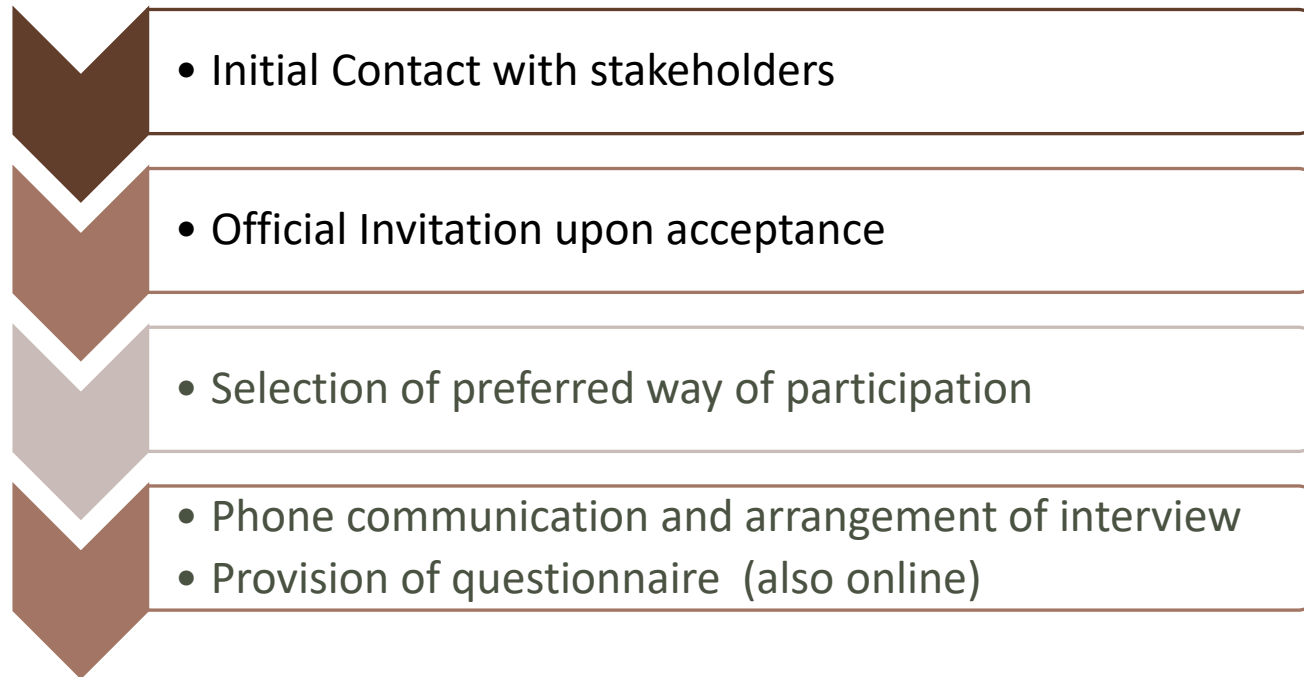 • Initial Contact with stakeholders
• Official Invitation upon acceptance
• Selection of preferred way of participation
• Phone communication and arrangement of interview
• Provision of questionnaire (also online)